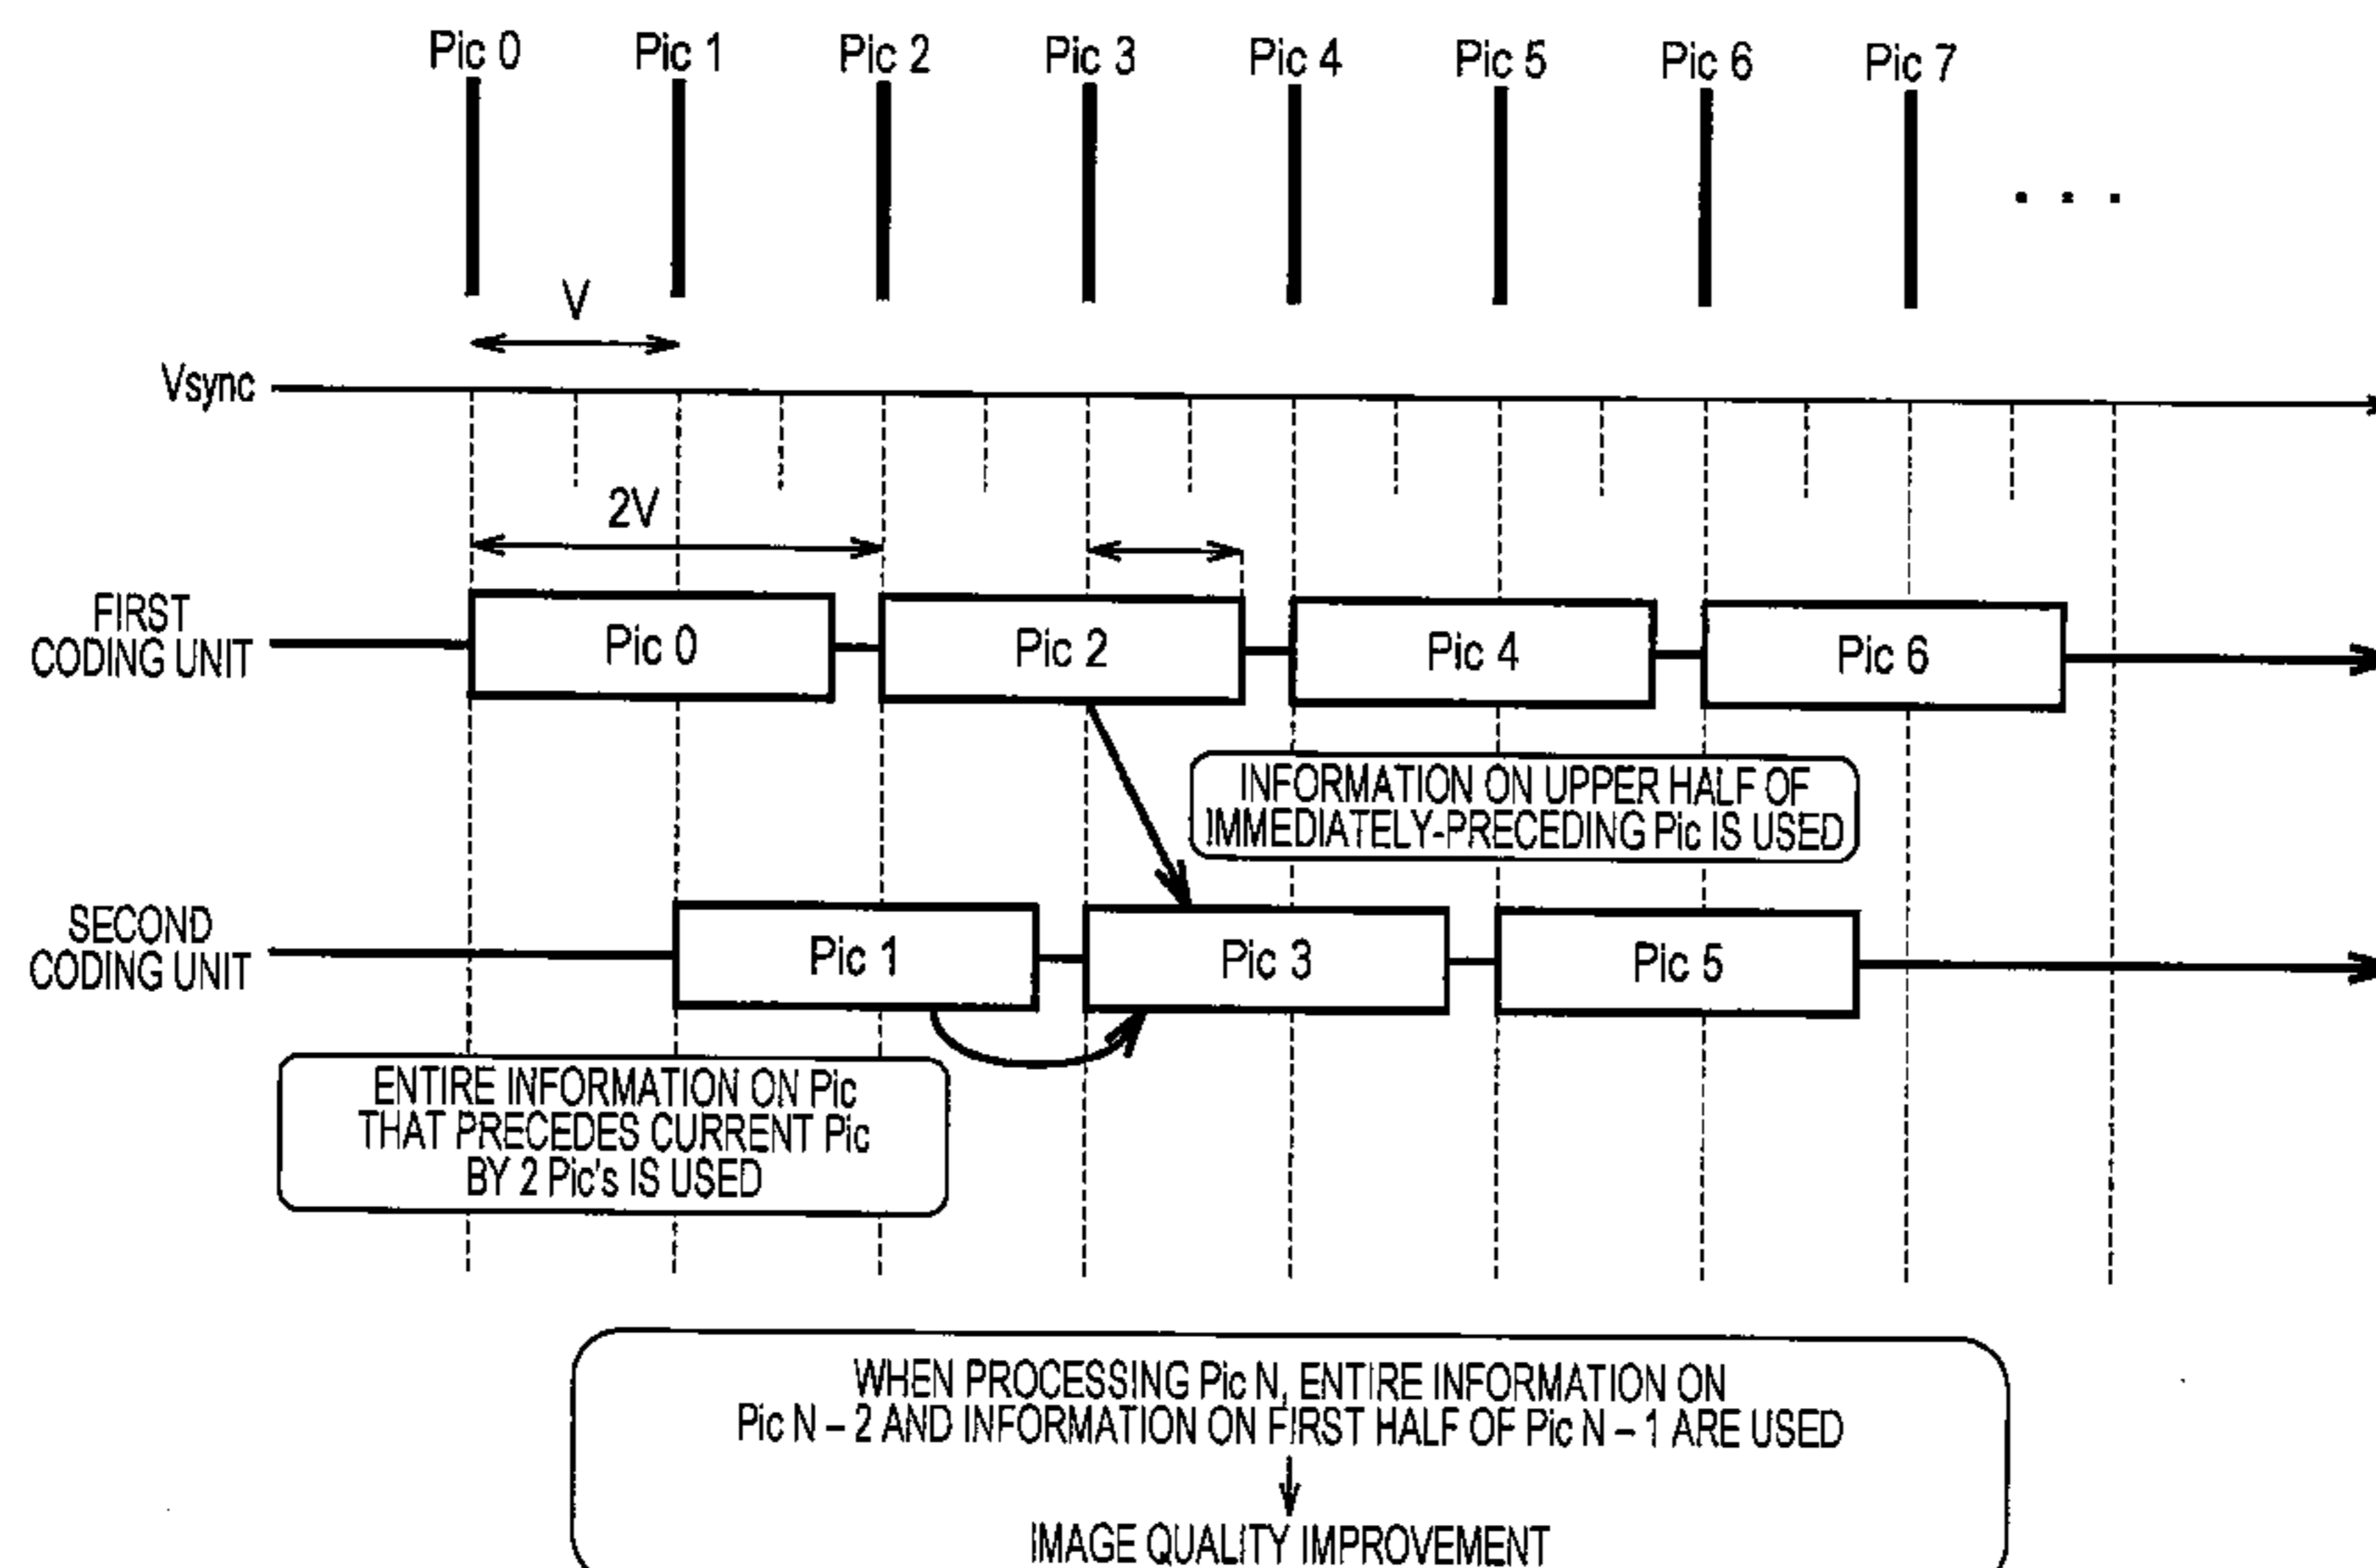 Pic 0 Pic 1 Pic 2 Pic 3 Pic 4 Pic 5 Pic 6 Pic 7
. . .
V
Vsync
2V
FIRST
CODING UNIT
Pic 0 Pic 2 Pic 4 Pic 6
INFORMATION ON UPPER HALF OF
IMMEDIATELY-PRECEDING Pic IS USED
SECOND
CODING UNIT
Pic 1 Pic 3 Pic 5
ENTIRE INFORMATION ON Pic
THAT PRECEDES CURRENT Pic
BY 2 Pic's IS USED
WHEN PROCESSING Pic N, ENTIRE INFORMATION ON
Pic N – 2 AND INFORMATION ON FIRST HALF OF Pic N – 1 ARE USED
IMAGE QUALITY IMPROVEMENT